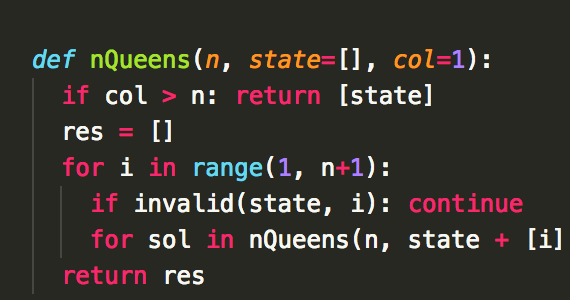 def nQueens(n, state=[], col=1):
if col > n: return [state]
res = []
for i in range(1, n+1):
if invalid(state, i): continue
for sol in nQueens(n, state + [i]
return res